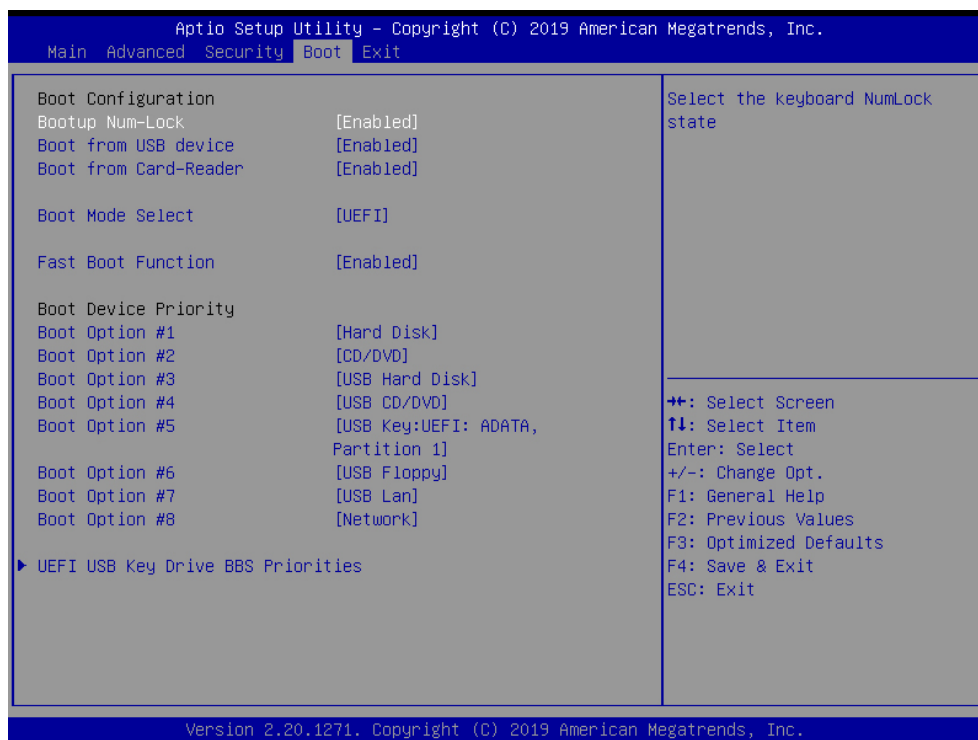 Aptio Setup Utility – Copyright (C) 2019 American Megatrends, Inc.
Main Advanced Security Boot Exit
Boot Configuration
Bootup Num-Lock [Enabled]
Boot from USB device [Enabled]
Boot from Card-Reader [Enabled]
Boot Mode Select [UEFI]
Fast Boot Function [Enabled]
Boot Device Priority
Boot Option #1 [Hard Disk]
Boot Option #2 [CD/DVD]
Boot Option #3 [USB Hard Disk]
Boot Option #4 [USB CD/DVD]
Boot Option #5 [USB Key:UEFI: ADATA,
Partition 1]
Boot Option #6 [USB Floppy]
Boot Option #7 [USB Lan]
Boot Option #8 [Network]
▶ UEFI USB Key Drive BBS Priorities
Select the keyboard NumLock
state
→←: Select Screen
↑↓: Select Item
Enter: Select
+/-: Change Opt.
F1: General Help
F2: Previous Values
F3: Optimized Defaults
F4: Save & Exit
ESC: Exit
Version 2.20.1271. Copyright (C) 2019 American Megatrends, Inc.